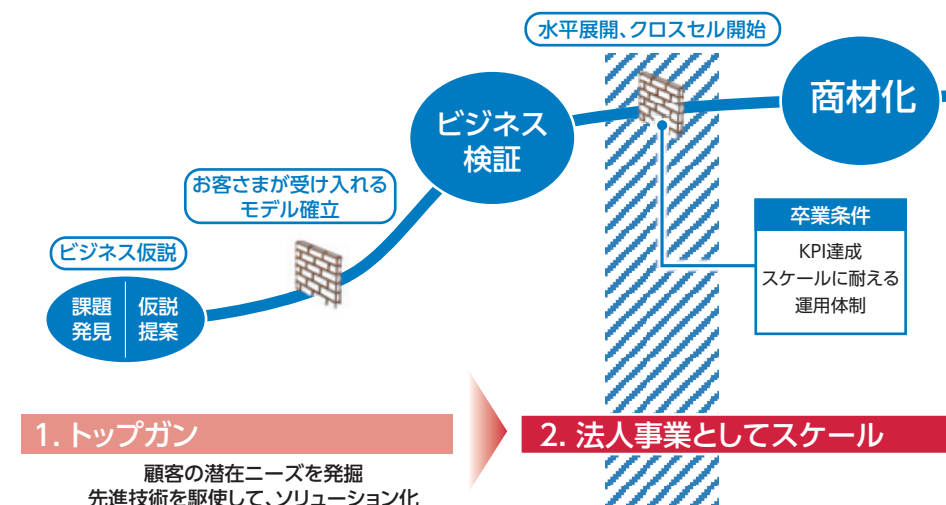 水平展開、クロスセル開始
商材化
ビジネス
検証
お客さまが受け入れる
モデル確立
卒業条件
KPI達成
スケールに耐える
運用体制
ビジネス仮説
課題
発見
仮説
提案
1. トップガン
2. 法人事業としてスケール
顧客の潜在ニーズを発掘
先進技術を駆使して、ソリューション化